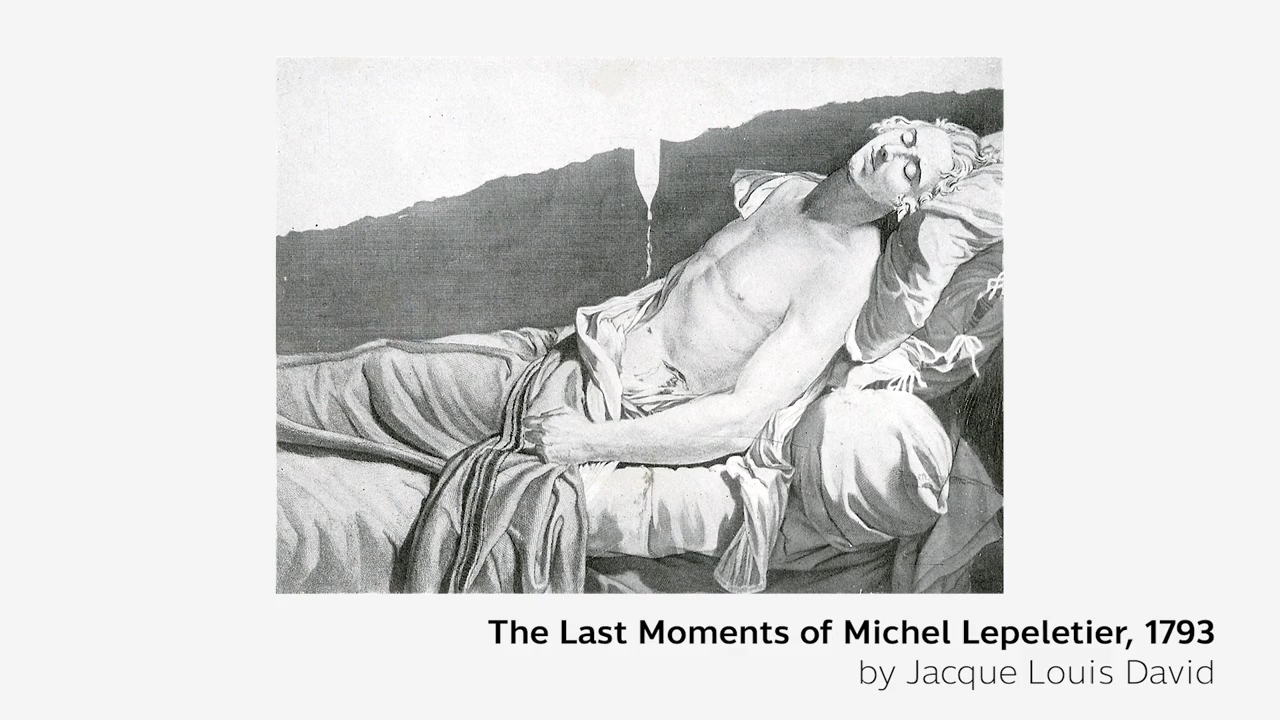 The Last Moments of Michel Lepeletier, 1793
by Jacque Louis David